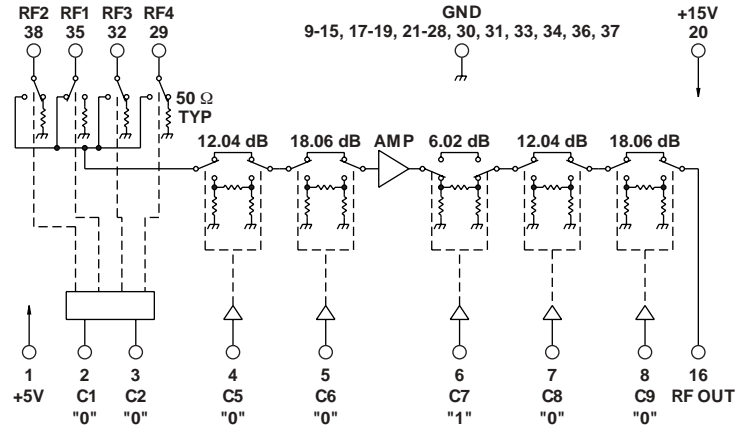 RF2 RF1 RF3 RF4 GND +15V
38 35 32 29 9-15, 17-19, 21-28, 30, 31, 33, 34, 36, 37 20
50 Ω
TYP
12.04 dB 18.06 dB AMP 6.02 dB 12.04 dB 18.06 dB
1 2 3 4 5 6 7 8 16
+5V C1 C2 C5 C6 C7 C8 C9 RF OUT
"0" "0" "0" "0" "1" "0" "0"